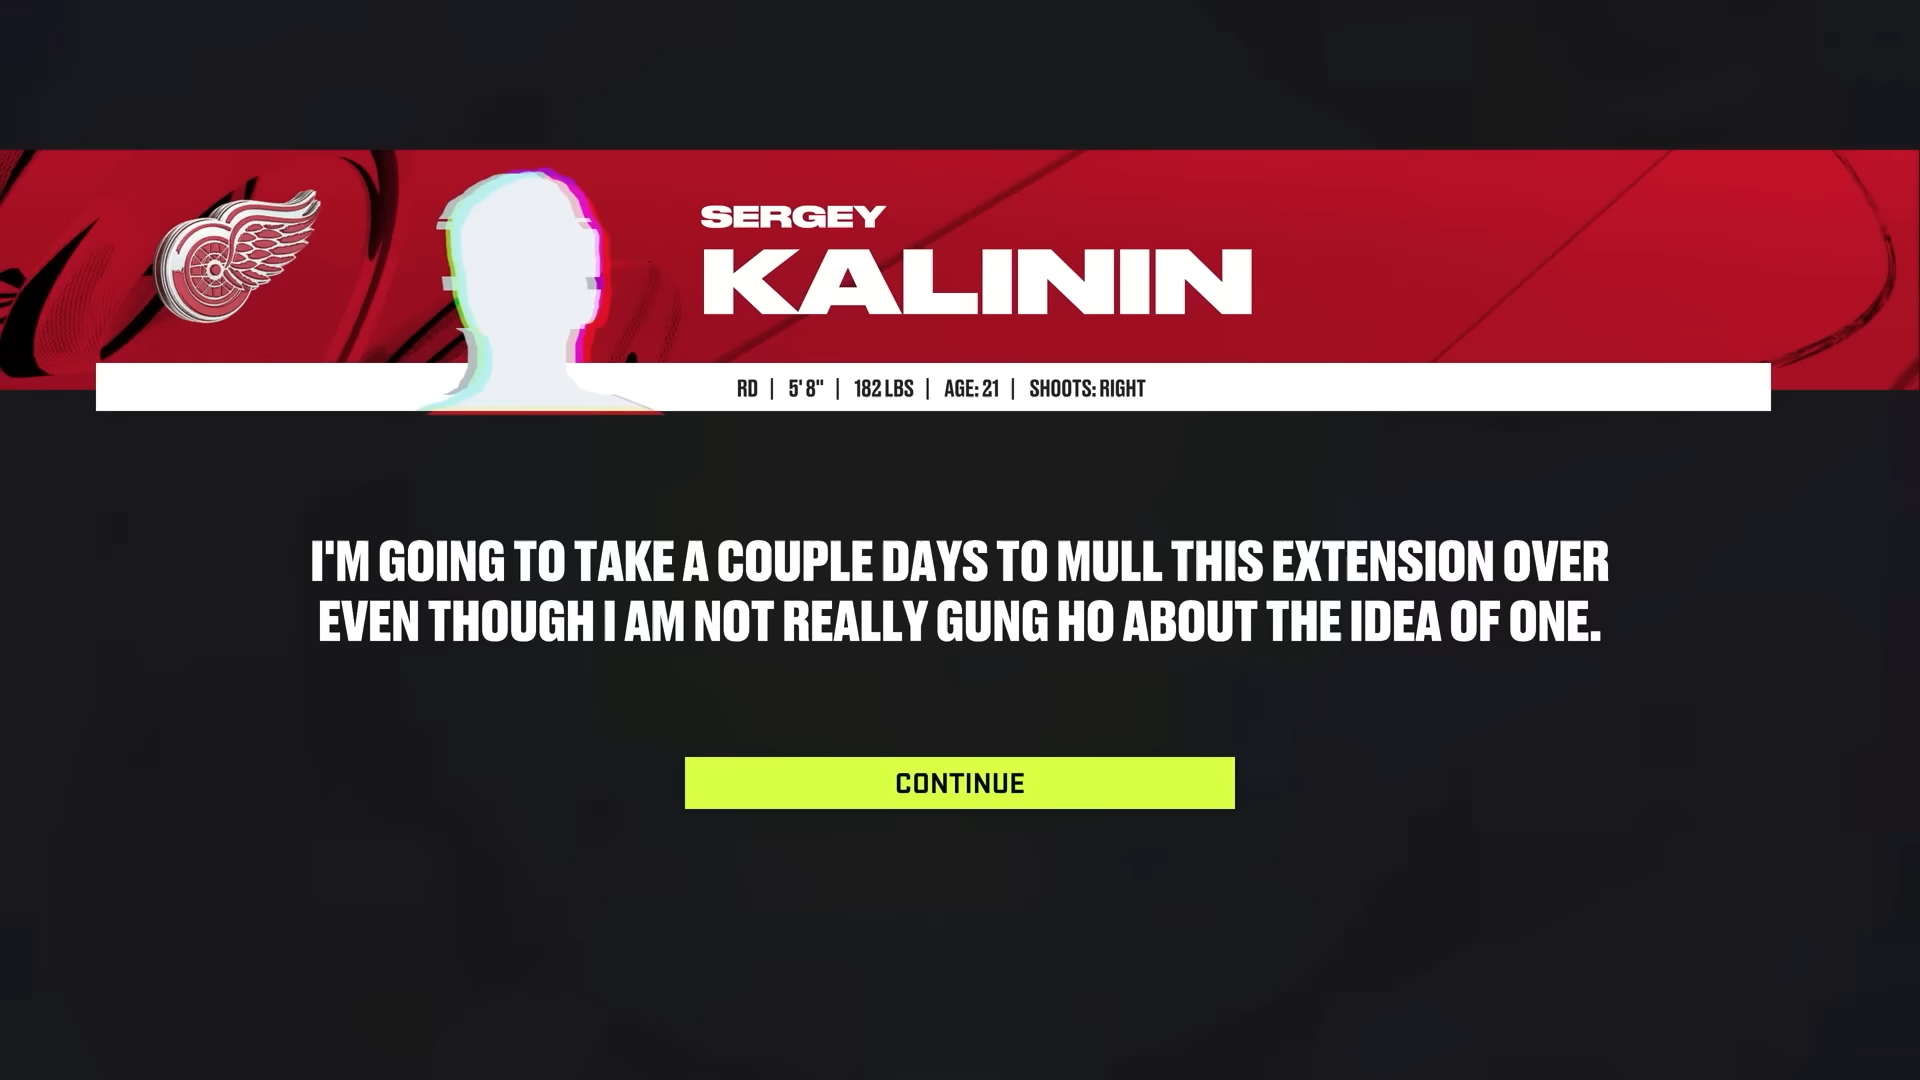 SERGEY
KALININ
RD | 5' 8" | 182 LBS | AGE: 21 | SHOOTS: RIGHT
I'M GOING TO TAKE A COUPLE DAYS TO MULL THIS EXTENSION OVER
EVEN THOUGH I AM NOT REALLY GUNG HO ABOUT THE IDEA OF ONE.
CONTINUE